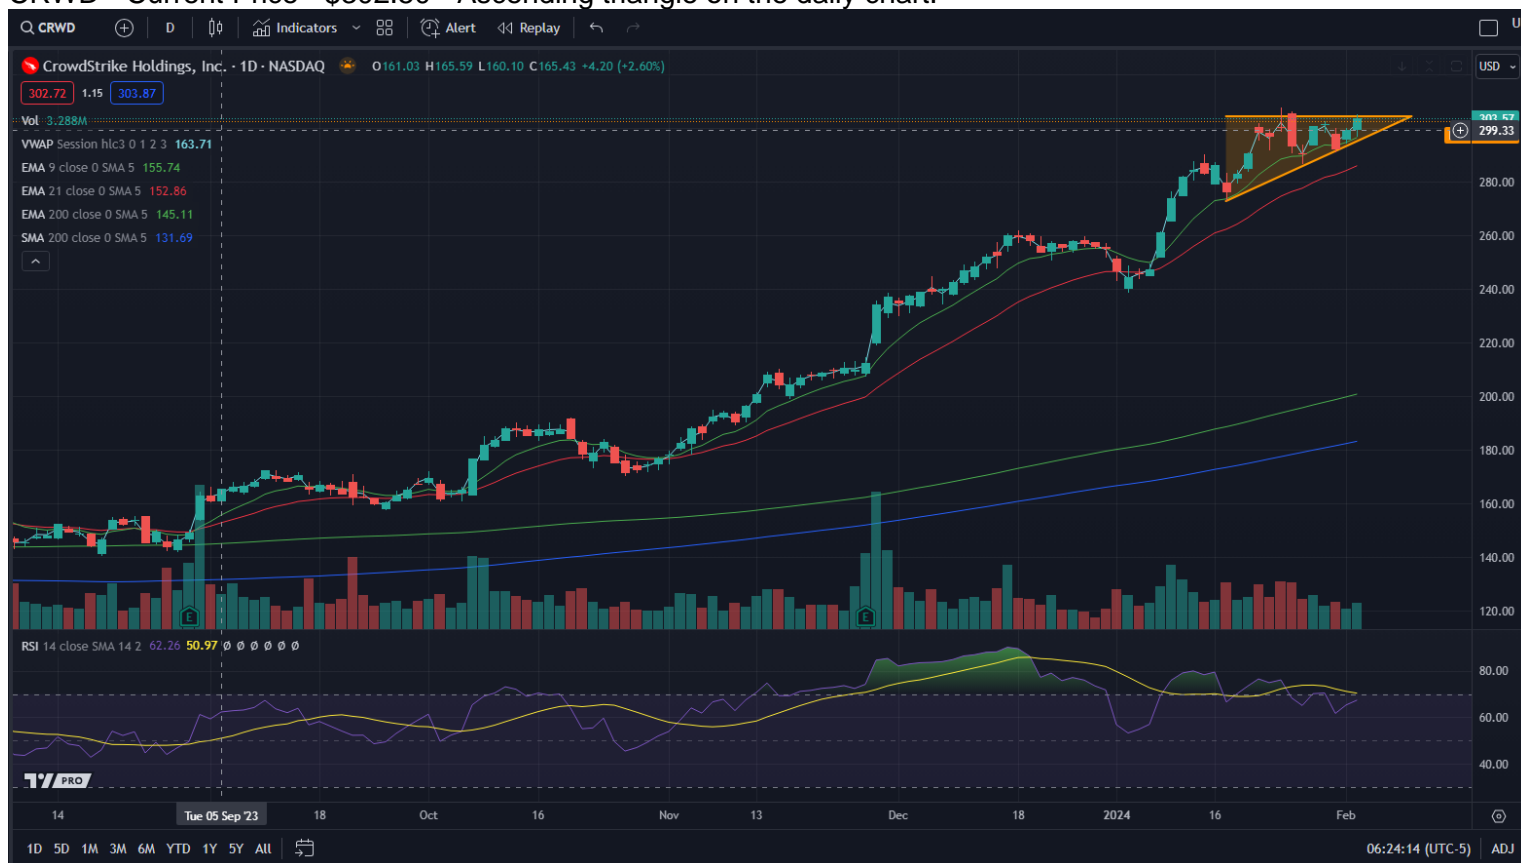 CRWD D Indicators Alert Replay U
CrowdStrike Holdings, Inc. · 1D · NASDAQ O161.03 H165.59 L160.10 C165.43 +4.20 (+2.60%) USD
302.72 1.15 303.87
Vol 3.288M 303.57
VWAP Session hlc3 0 1 2 3 163.71 299.33
EMA 9 close 0 SMA 5 155.74
EMA 21 close 0 SMA 5 152.86 280.00
EMA 200 close 0 SMA 5 145.11
SMA 200 close 0 SMA 5 131.69 260.00
240.00
220.00
200.00
180.00
160.00
140.00
120.00
E E
RSI 14 close SMA 14 2 62.26 50.97 Ø Ø Ø Ø Ø Ø
80.00
60.00
40.00
PRO
14 Tue 05 Sep '23 18 Oct 16 Nov 13 Dec 18 2024 16 Feb
1D 5D 1M 3M 6M YTD 1Y 5Y All 06:24:14 (UTC-5) ADJ